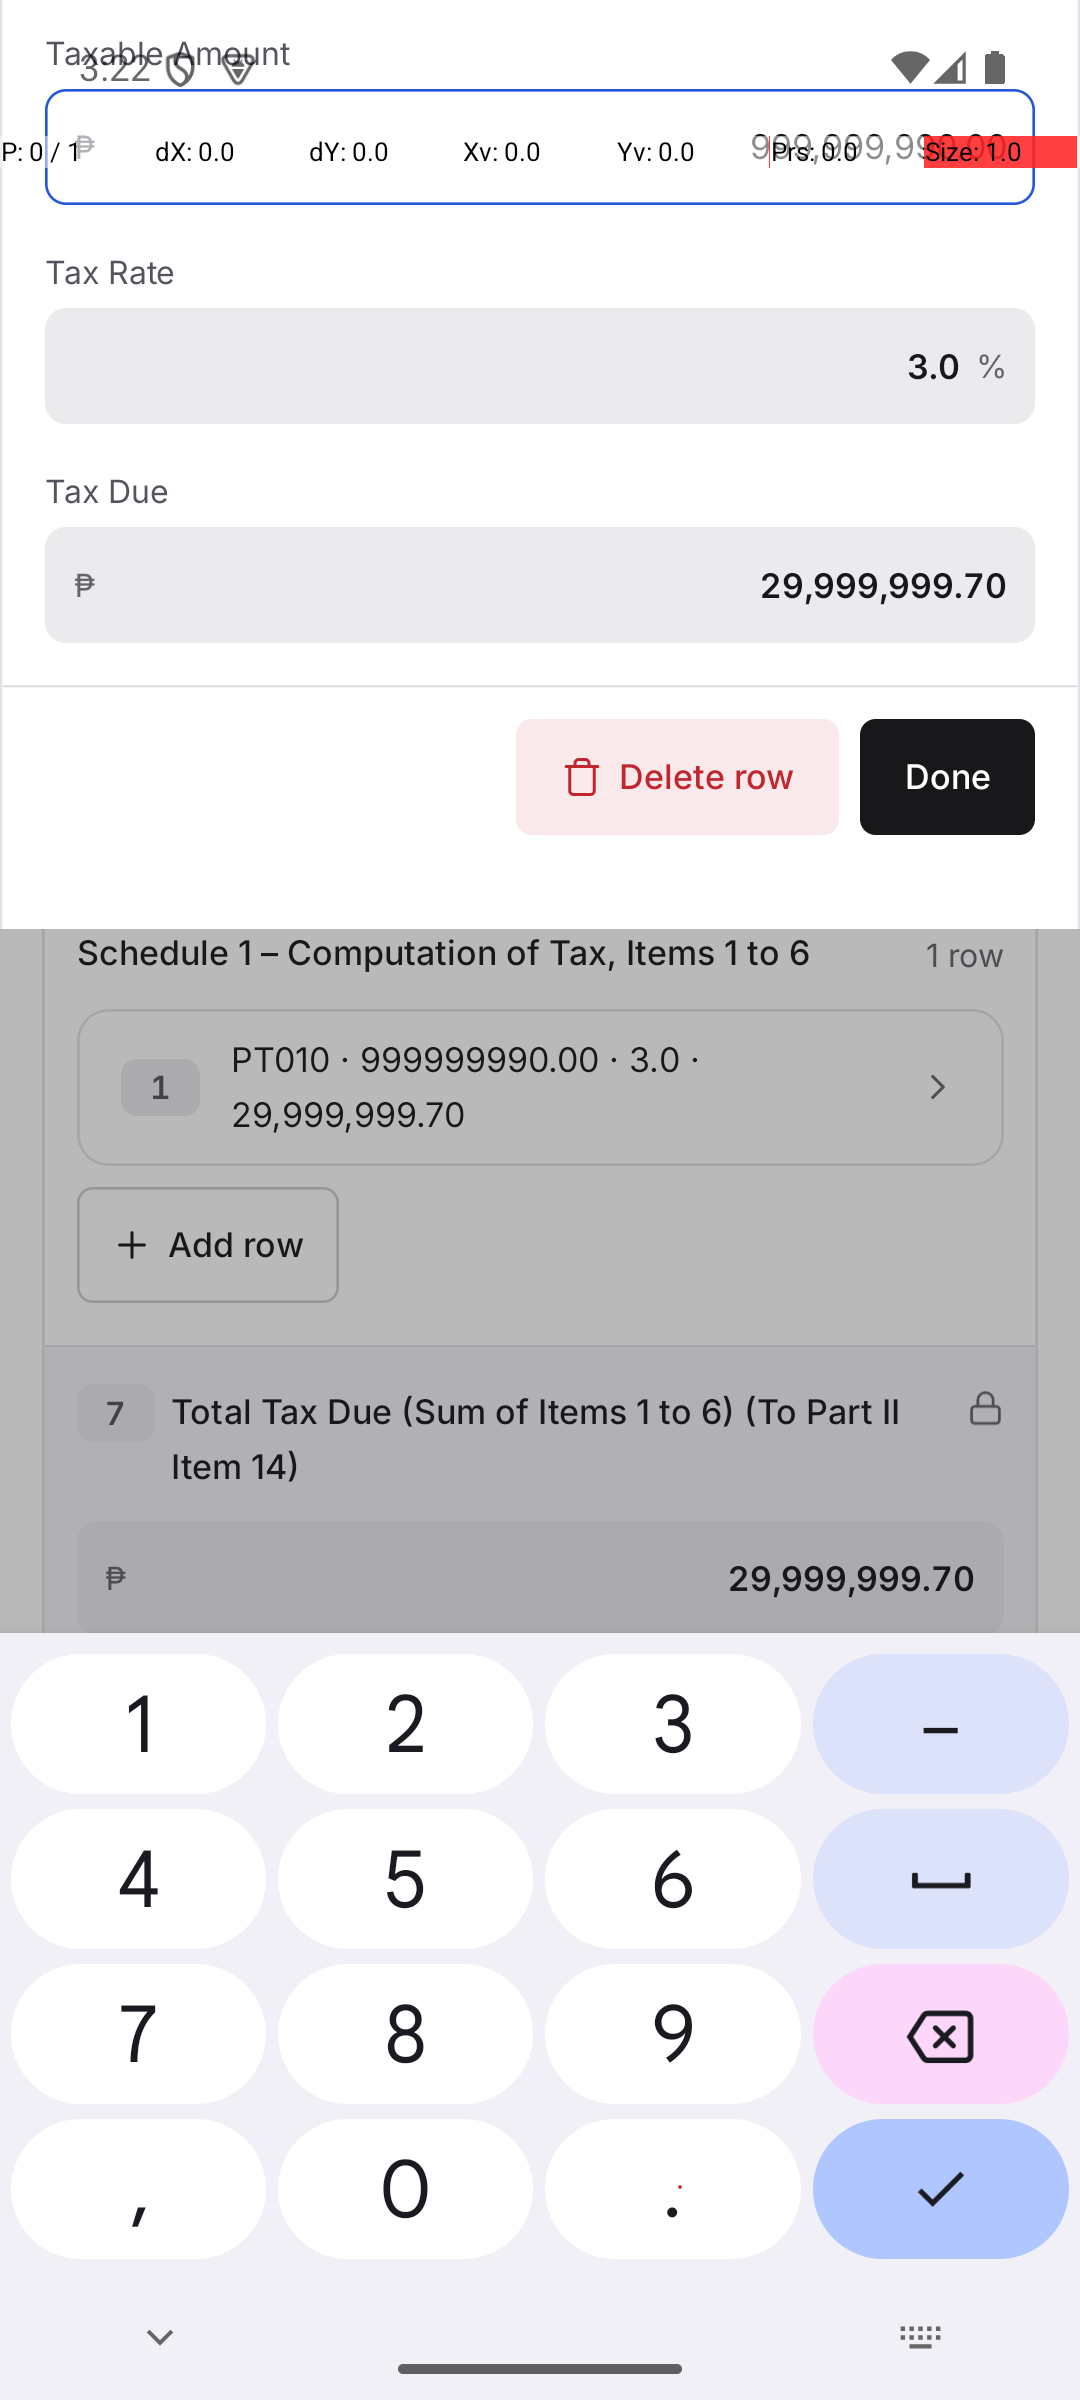 Taxable Amount
3:22
P: 0 / 1 dX: 0.0 dY: 0.0 Xv: 0.0 Yv: 0.0 Prs: 0.0 Size: 1.0
₱
Tax Rate
3.0 %
Tax Due
₱ 29,999,999.70
Delete row Done
Schedule 1 – Computation of Tax, Items 1 to 6 1 row
1 PT010 · 999999990.00 · 3.0 ·
29,999,999.70
+ Add row
7 Total Tax Due (Sum of Items 1 to 6) (To Part II
Item 14)
₱ 29,999,999.70
1 2 3 –
4 5 6
7 8 9
, 0 .